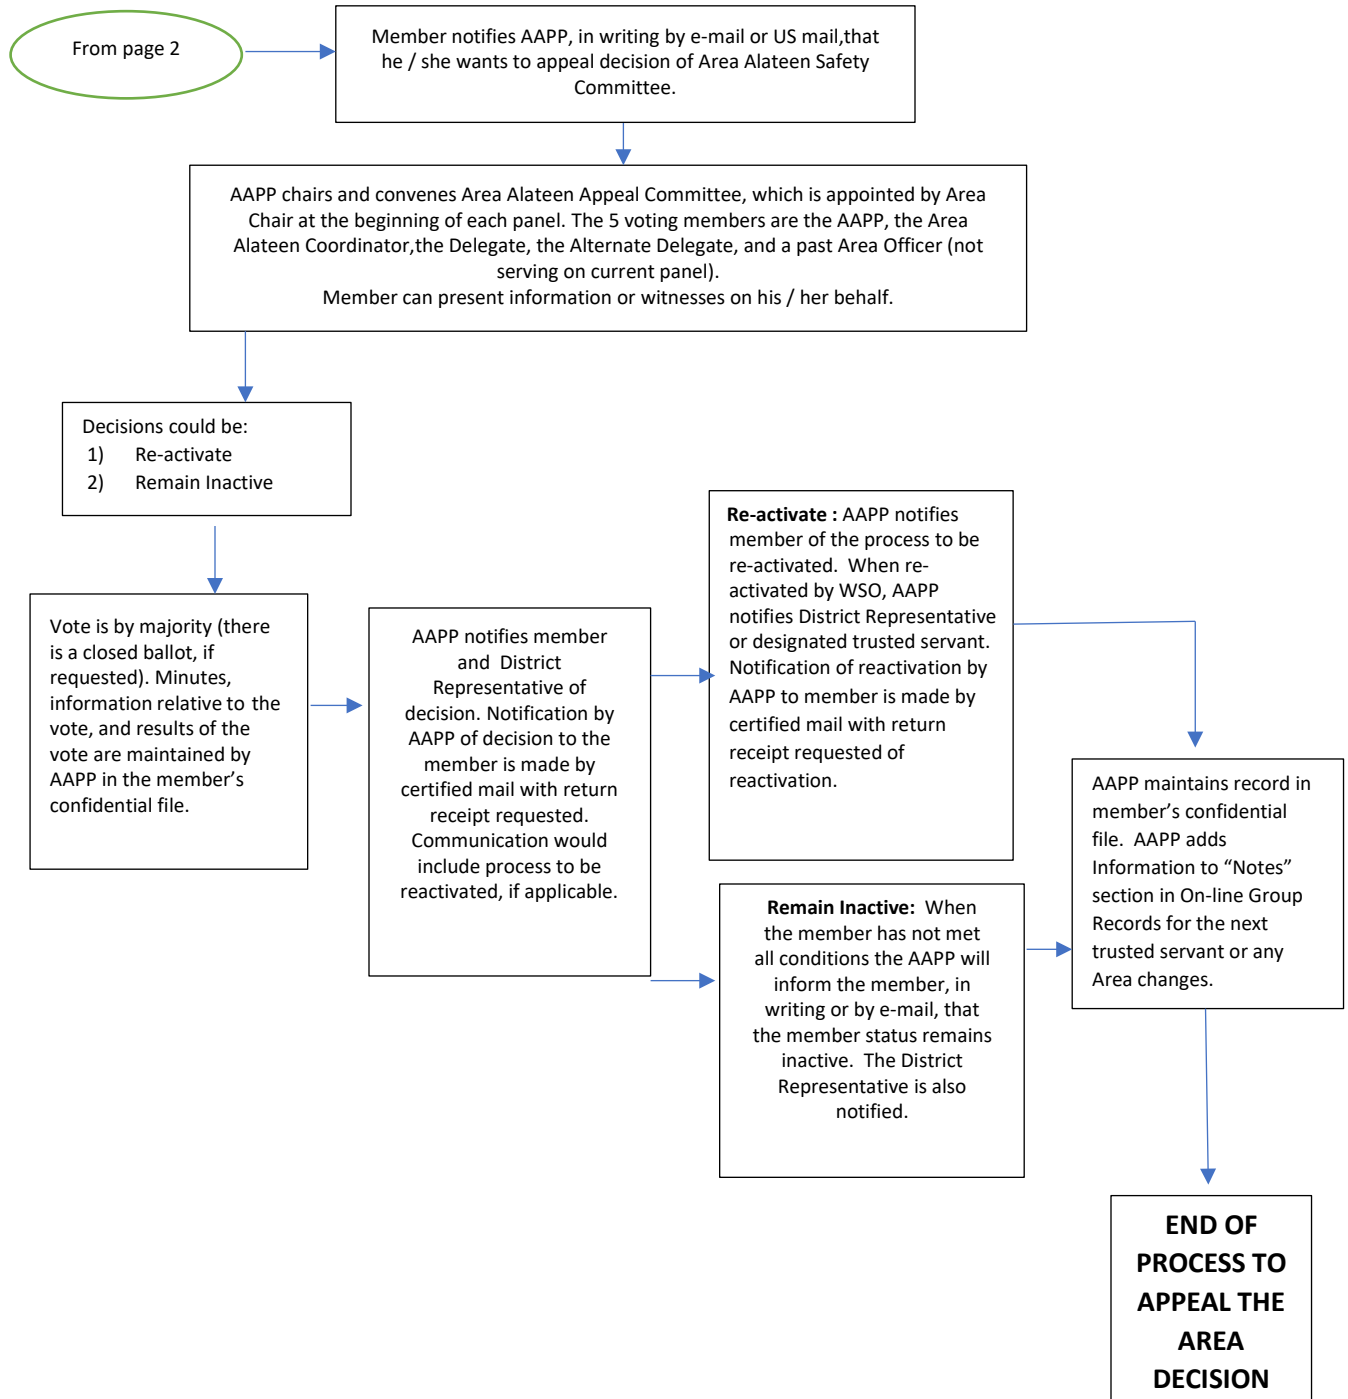 From page 2
Member notifies AAPP, in writing by e-mail or US mail,that
he / she wants to appeal decision of Area Alateen Safety
Committee.
AAPP chairs and convenes Area Alateen Appeal Committee, which is appointed by Area
Chair at the beginning of each panel. The 5 voting members are the AAPP, the Area
Alateen Coordinator,the Delegate, the Alternate Delegate, and a past Area Officer (not
serving on current panel).
Member can present information or witnesses on his / her behalf.
Decisions could be:
1) Re-activate
2) Remain Inactive
Vote is by majority (there
is a closed ballot, if
requested). Minutes,
information relative to the
vote, and results of the
vote are maintained by
AAPP in the member’s
confidential file.
AAPP notifies member
and District
Representative of
decision. Notification by
AAPP of decision to the
member is made by
certified mail with return
receipt requested.
Communication would
include process to be
reactivated, if applicable.
Re-activate : AAPP notifies
member of the process to be
re-activated. When re-
activated by WSO, AAPP
notifies District Representative
or designated trusted servant.
Notification of reactivation by
AAPP to member is made by
certified mail with return
receipt requested of
reactivation.
Remain Inactive: When
the member has not met
all conditions the AAPP will
inform the member, in
writing or by e-mail, that
the member status remains
inactive. The District
Representative is also
notified.
AAPP maintains record in
member’s confidential
file. AAPP adds
Information to “Notes”
section in On-line Group
Records for the next
trusted servant or any
Area changes.
END OF
PROCESS TO
APPEAL THE
AREA
DECISION